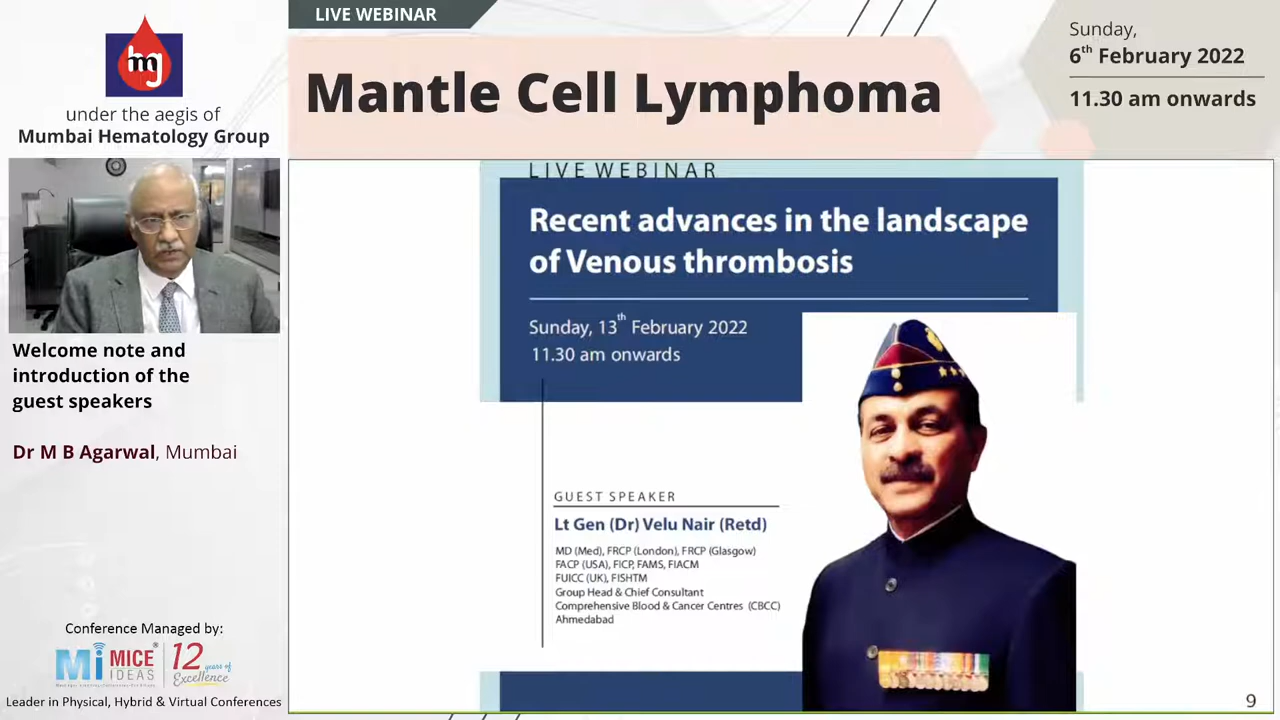 LIVE WEBINAR
Mantle Cell Lymphoma
Sunday,
6th February 2022
11.30 am onwards
mg
under the aegis of
Mumbai Hematology Group
Welcome note and
introduction of the
guest speakers
Dr M B Agarwal, Mumbai
Conference Managed by:
Mi MICE IDEAS® 12 years of Excellence
Leader in Physical, Hybrid & Virtual Conferences
LIVE WEBINAR
Recent advances in the landscape
of Venous thrombosis
Sunday, 13th February 2022
11.30 am onwards
GUEST SPEAKER
Lt Gen (Dr) Velu Nair (Retd)
MD (Med), FRCP (London), FRCP (Glasgow)
FACP (USA), FICP, FAMS, FIACM
FUICC (UK), FISHTM
Group Head & Chief Consultant
Comprehensive Blood & Cancer Centres (CBCC)
Ahmedabad
9